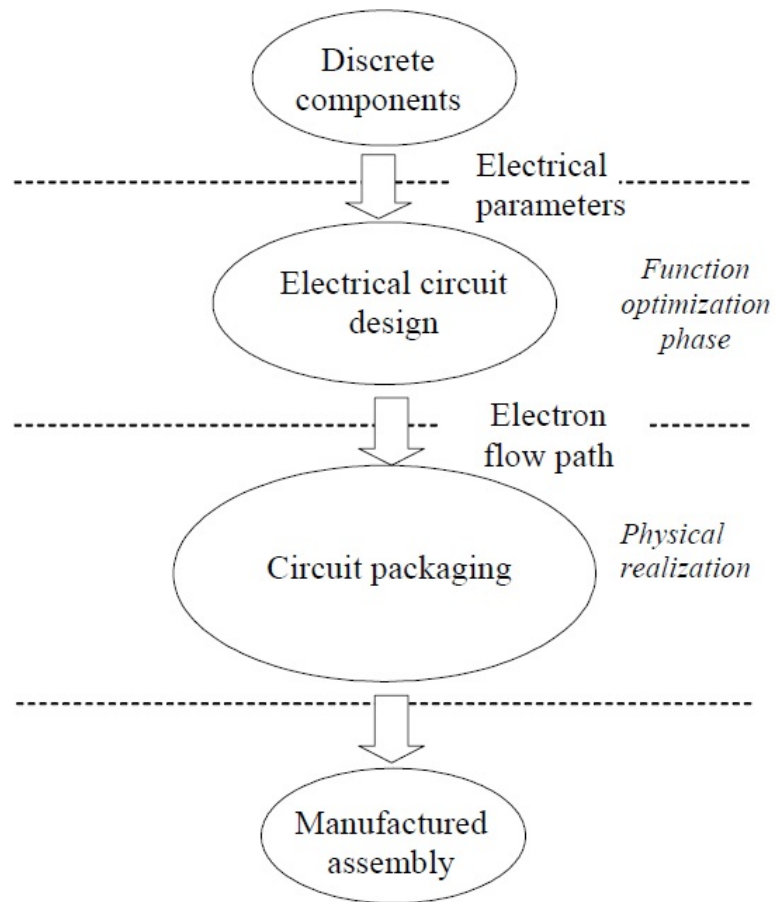 Discrete
components
Electrical
parameters
Electrical circuit
design
Function
optimization
phase
Electron
flow path
Circuit packaging
Physical
realization
Manufactured
assembly